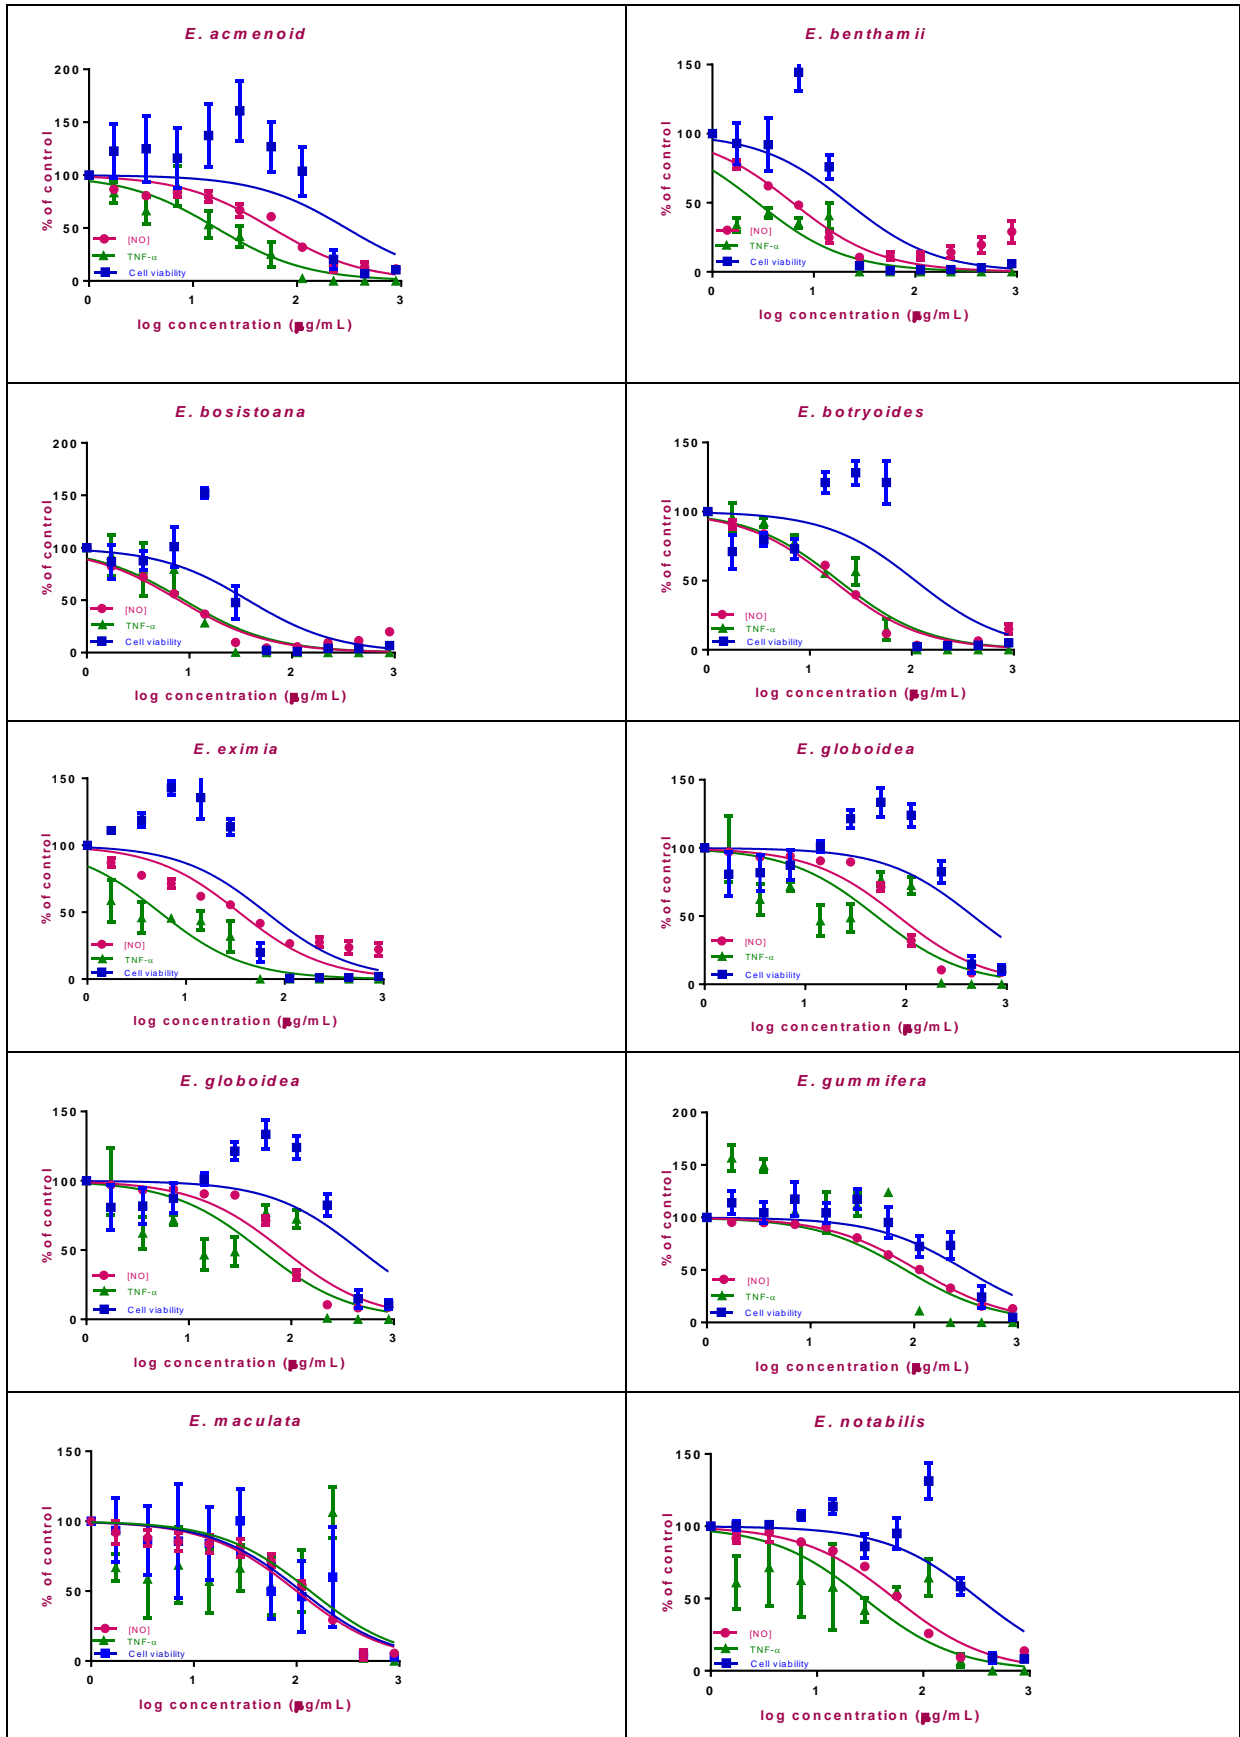 E. acmenoid
200
150
100
50
0
% of control
[NO]
TNF-α
Cell viability
0 1 2 3
log concentration (μg/mL)
E. benthamii
150
100
50
0
% of control
[NO]
TNF-α
Cell viability
0 1 2 3
log concentration (μg/mL)
E. bosistoana
200
150
100
50
0
% of control
[NO]
TNF-α
Cell viability
0 1 2 3
log concentration (μg/mL)
E. botryoides
150
100
50
0
% of control
[NO]
TNF-α
Cell viability
0 1 2 3
log concentration (μg/mL)
E. eximia
150
100
50
0
% of control
[NO]
TNF-α
Cell viability
0 1 2 3
log concentration (μg/mL)
E. globoidea
150
100
50
0
% of control
[NO]
TNF-α
Cell viability
0 1 2 3
log concentration (μg/mL)
E. globoidea
150
100
50
0
% of control
[NO]
TNF-α
Cell viability
0 1 2 3
log concentration (μg/mL)
E. gummifera
200
150
100
50
0
% of control
[NO]
TNF-α
Cell viability
0 1 2 3
log concentration (μg/mL)
E. maculata
150
100
50
0
% of control
[NO]
TNF-α
Cell viability
0 1 2 3
log concentration (μg/mL)
E. notabilis
150
100
50
0
% of control
[NO]
TNF-α
Cell viability
0 1 2 3
log concentration (μg/mL)